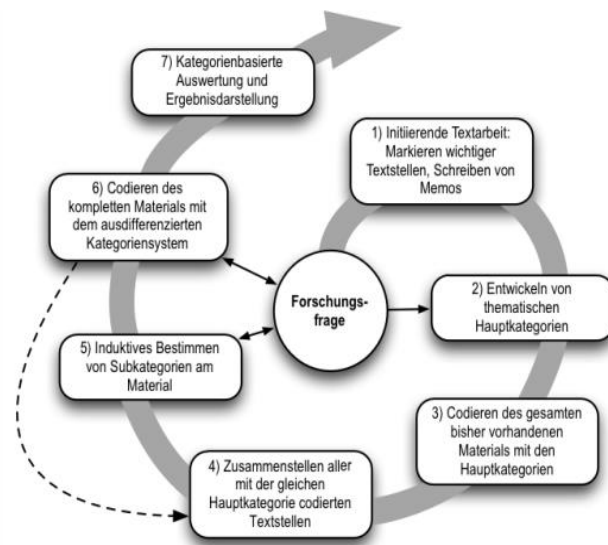 7) Kategorienbasierte
Auswertung und
Ergebnisdarstellung
1) Initiierende Textarbeit:
Markieren wichtiger
Textstellen, Schreiben von
Memos
6) Codieren des
kompletten Materials mit
dem ausdifferenzierten
Kategoriensystem
Forschungs-
frage
2) Entwickeln von
thematischen
Hauptkategorien
5) Induktives Bestimmen
von Subkategorien am
Material
3) Codieren des gesamten
bisher vorhandenen
Materials mit den
Hauptkategorien
4) Zusammenstellen aller
mit der gleichen
Hauptkategorie codierten
Textstellen